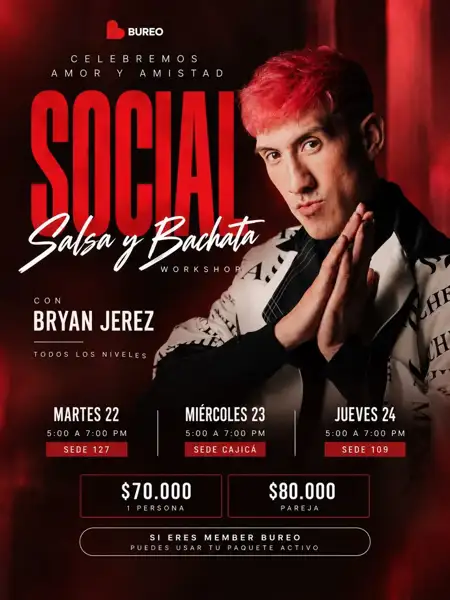 BUREO
CELEBREMOS
AMOR Y AMISTAD
SOCIAL
Salsa y Bachata
WORKSHOP
CON
BRYAN JEREZ
TODOS LOS NIVELES
MARTES 22
5:00 A 7:00 PM
SEDE 127
MIÉRCOLES 23
5:00 A 7:00 PM
SEDE CAJICÁ
JUEVES 24
5:00 A 7:00 PM
SEDE 109
$70.000
1 PERSONA
$80.000
PAREJA
SI ERES MEMBER BUREO
PUEDES USAR TU PAQUETE ACTIVO